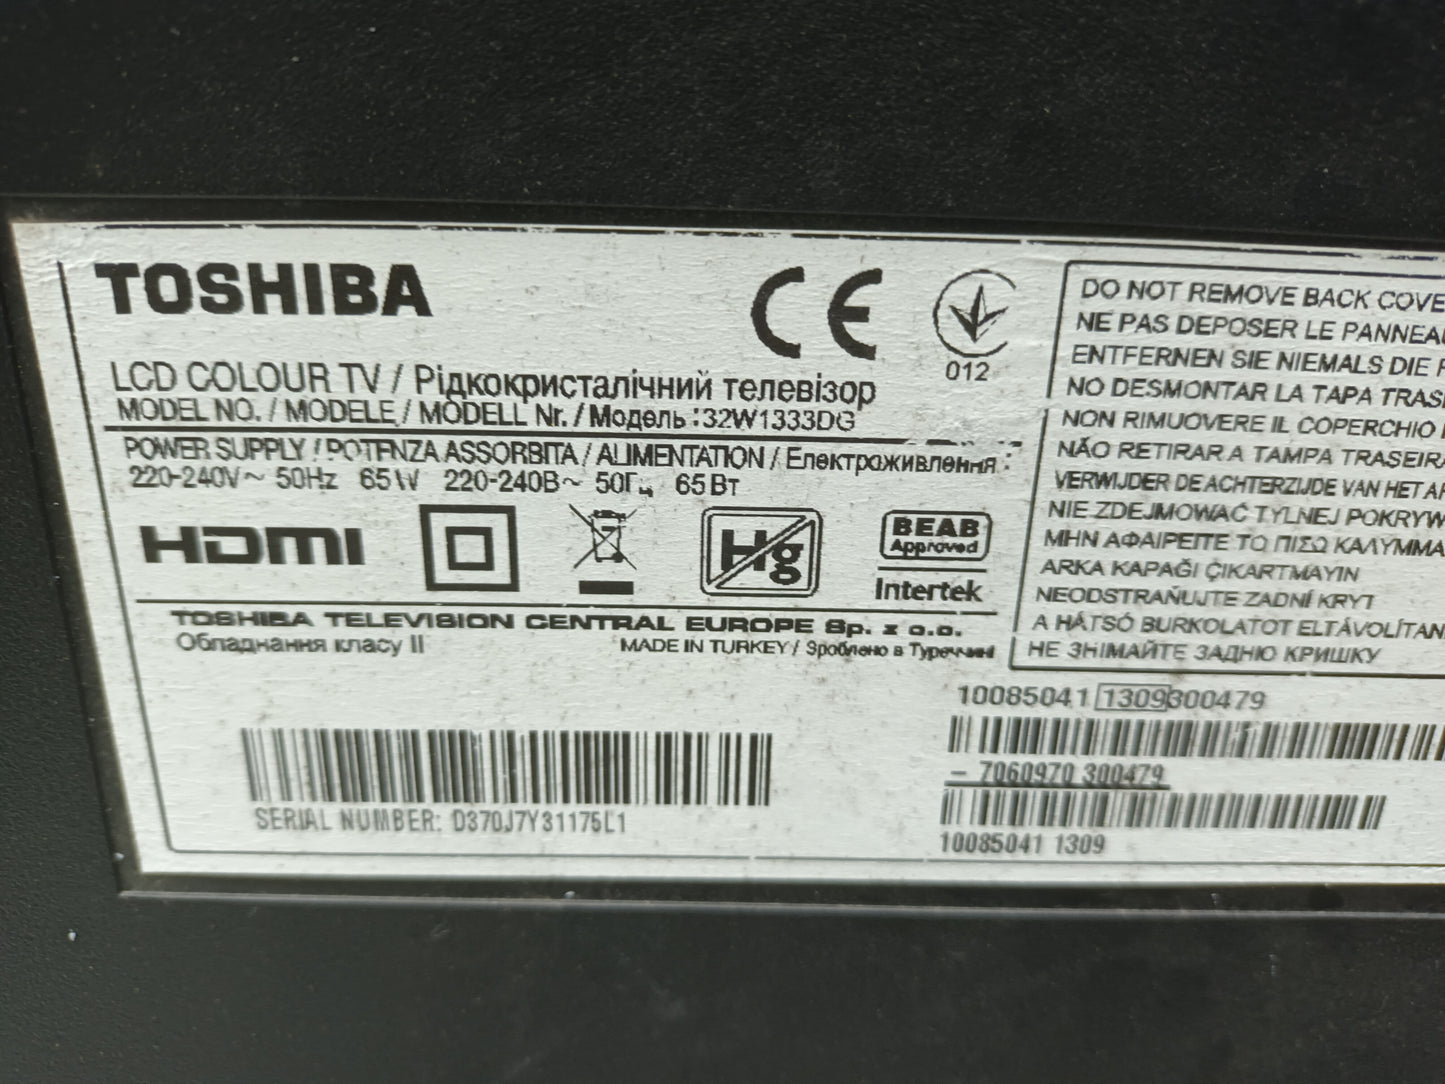 TOSHIBA
012
LCD COLOUR TV / Рідкокристалічний телевізор
MODEL NO. / MODELE / MODELL Nr. / Модель : 32W1333DG
POWER SUPPLY / POTENZA ASSORBITA / ALIMENTATION / Електроживлення :
220-240V~ 50Hz 65W 220-240В~ 50Гц 65Вт
HDMI
Hg
BEAB
Approved
Intertek
TOSHIBA TELEVISION CENTRAL EUROPE Sp. z o.o.
Обладнання класу II
MADE IN TURKEY / Зроблено в Туреччині
SERIAL NUMBER: D370J7Y31175L1
DO NOT REMOVE BACK COVE
NE PAS DEPOSER LE PANNEAU
ENTFERNEN SIE NIEMALS DIE
NO DESMONTAR LA TAPA TRAS
NON RIMUOVERE IL COPERCHIO
NÃO RETIRAR A TAMPA TRASEIRA
VERWIJDER DE ACHTERZIJDE VAN HET
NIE ZDEJMOWAĆ TYLNEJ POKRYW
ΜΗΝ ΑΦΑΙΡΕΙΤΕ ΤΟ ΠΙΣΩ ΚΑΛΥΜΜΑ
ARKA KAPAĞI ÇIKARTMAYIN
NEODSTRAŇUJTE ZADNÍ KRYT
A HÁTSÓ BURKOLATOT ELTÁVOLÍTAN
НЕ ЗНІМАЙТЕ ЗАДНЮ КРИШКУ
10085041 1309300479
- 7060970 300479
10085041 1309